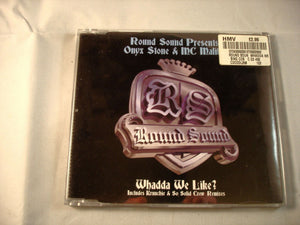 Round Sound Presents
Onyx Stone & MC Mali
HMV £2.99
RS
Round Sound
Whadda We Like?
Includes Krunchie & So Solid Crew Remixes